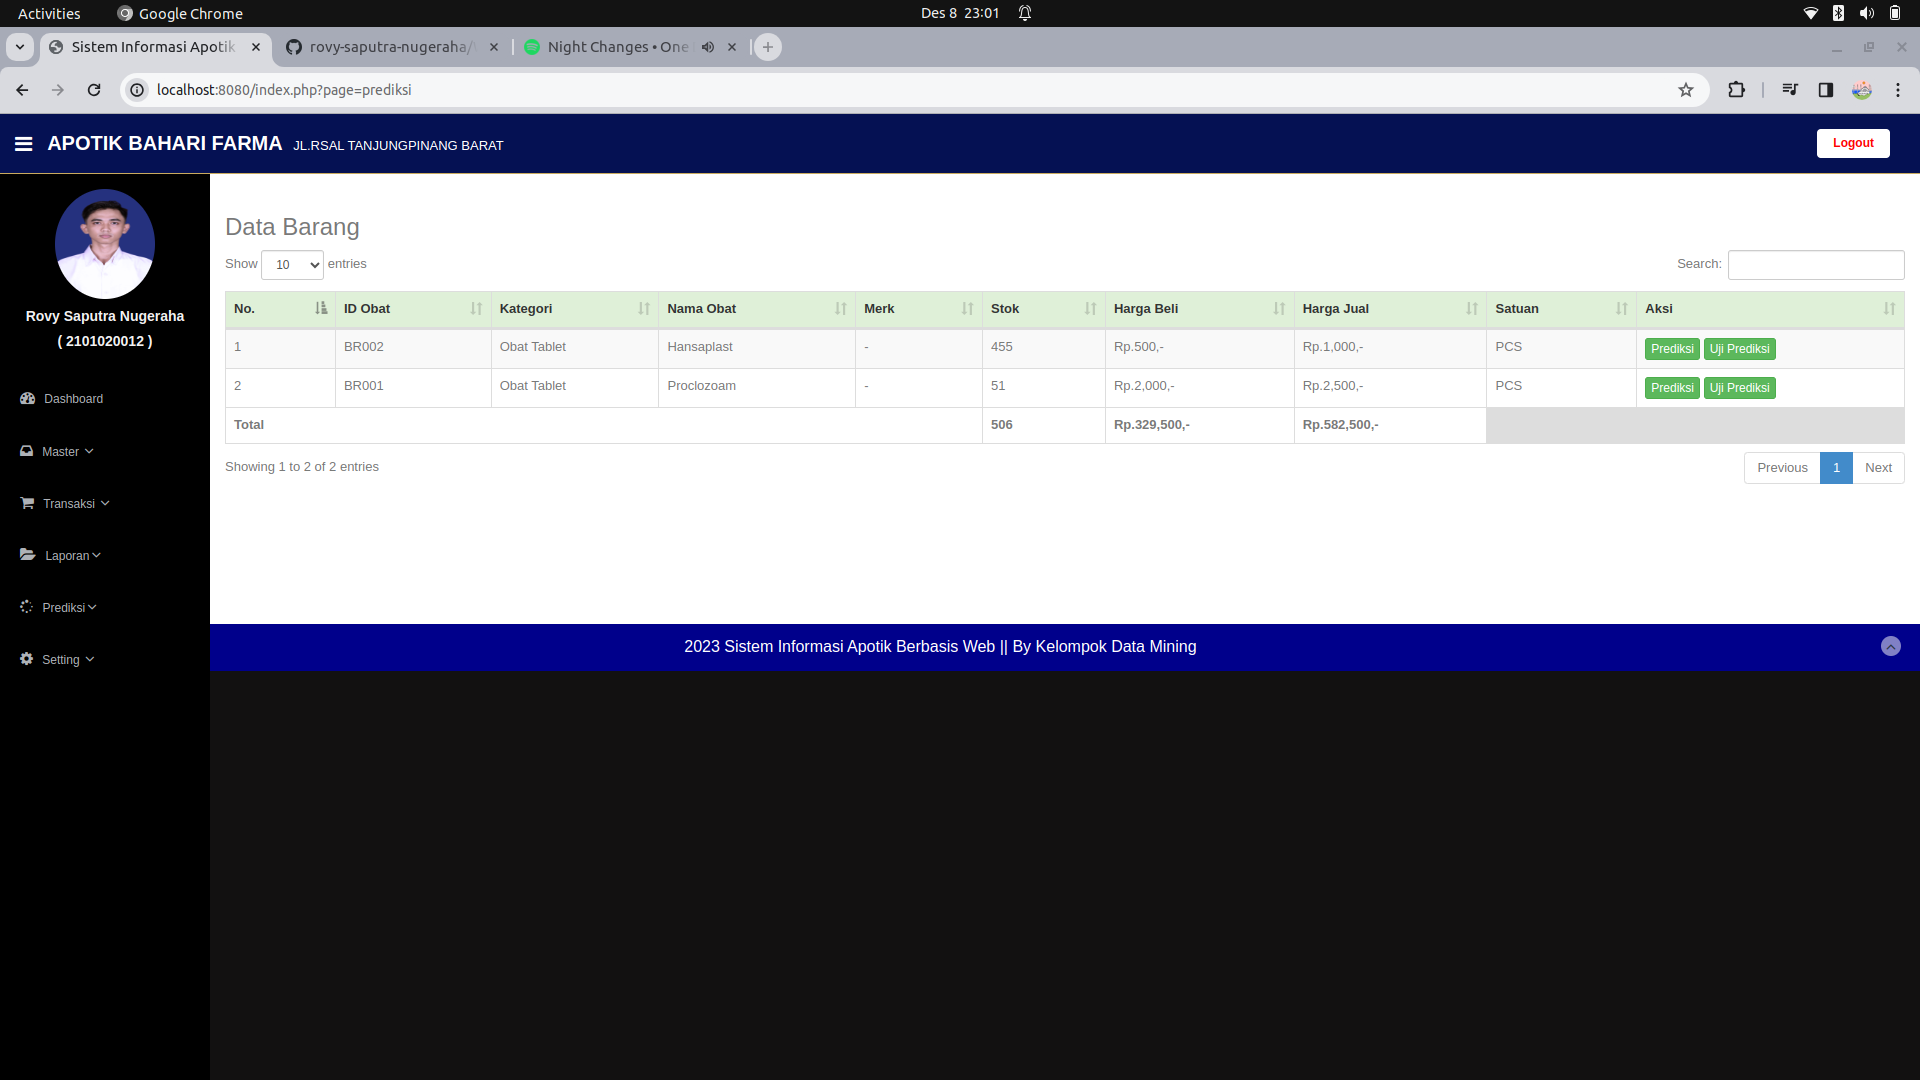 Activities Google Chrome Des 8 23:01
Sistem Informasi Apotik rovy-saputra-nugeraha/ Night Changes • One
localhost:8080/index.php?page=prediksi
APOTIK BAHARI FARMA JL.RSAL TANJUNGPINANG BARAT Logout
Rovy Saputra Nugeraha
( 2101020012 )
Dashboard
Master
Transaksi
Laporan
Prediksi
Setting
Data Barang
Show 10 entries Search:
No. ID Obat Kategori Nama Obat Merk Stok Harga Beli Harga Jual Satuan Aksi
1 BR002 Obat Tablet Hansaplast - 455 Rp.500,- Rp.1,000,- PCS Prediksi Uji Prediksi
2 BR001 Obat Tablet Proclozoam - 51 Rp.2,000,- Rp.2,500,- PCS Prediksi Uji Prediksi
Total 506 Rp.329,500,- Rp.582,500,-
Showing 1 to 2 of 2 entries Previous 1 Next
2023 Sistem Informasi Apotik Berbasis Web || By Kelompok Data Mining